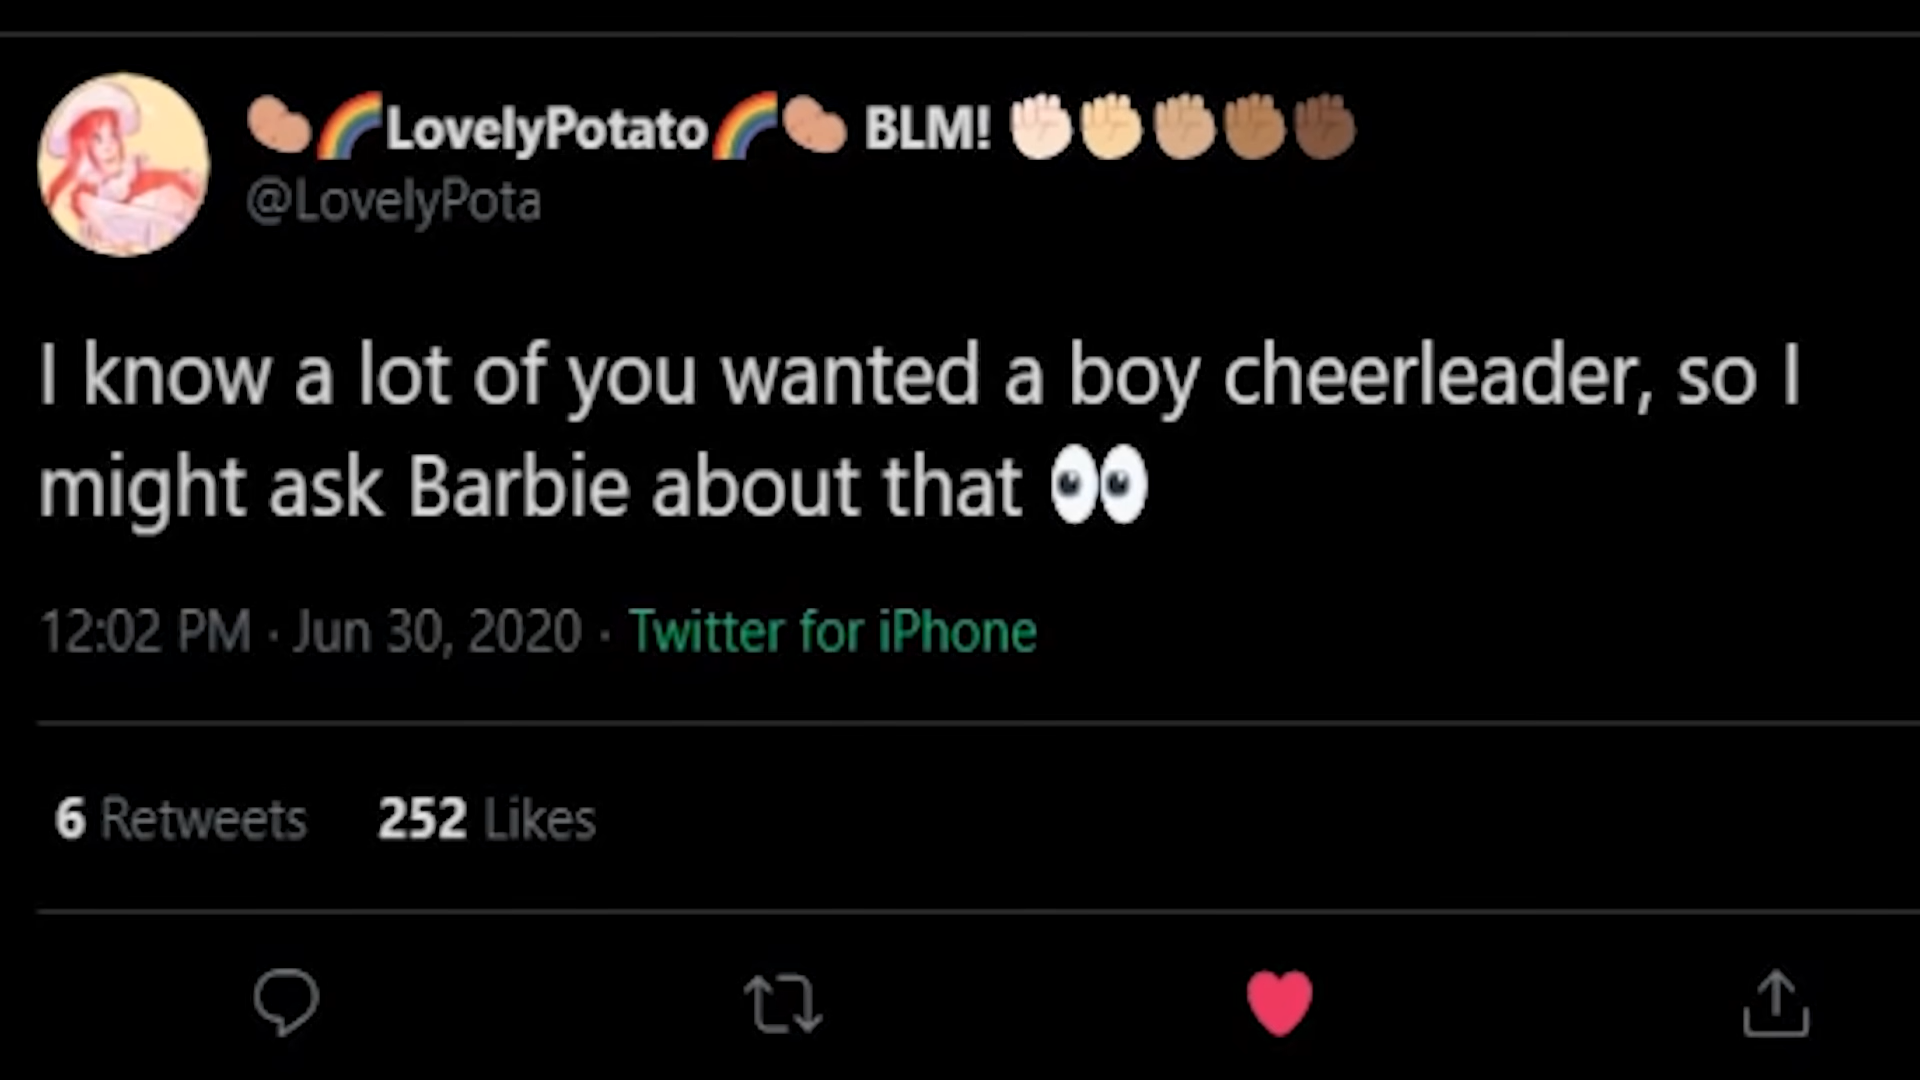 🥔🌈LovelyPotato🌈🥔 BLM! ✊🏻✊🏼✊🏽✊🏾✊🏿
@LovelyPota
I know a lot of you wanted a boy cheerleader, so I
might ask Barbie about that 👀
12:02 PM · Jun 30, 2020 · Twitter for iPhone
6 Retweets 252 Likes